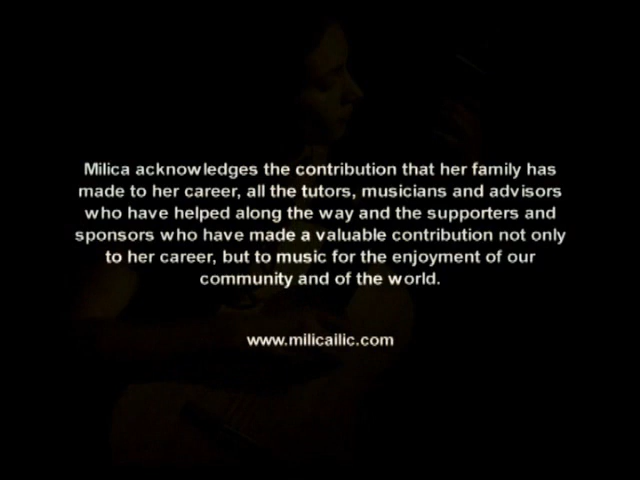 Milica acknowledges the contribution that her family has
made to her career, all the tutors, musicians and advisors
who have helped along the way and the supporters and
sponsors who have made a valuable contribution not only
to her career, but to music for the enjoyment of our
community and of the world.
www.milicailic.com